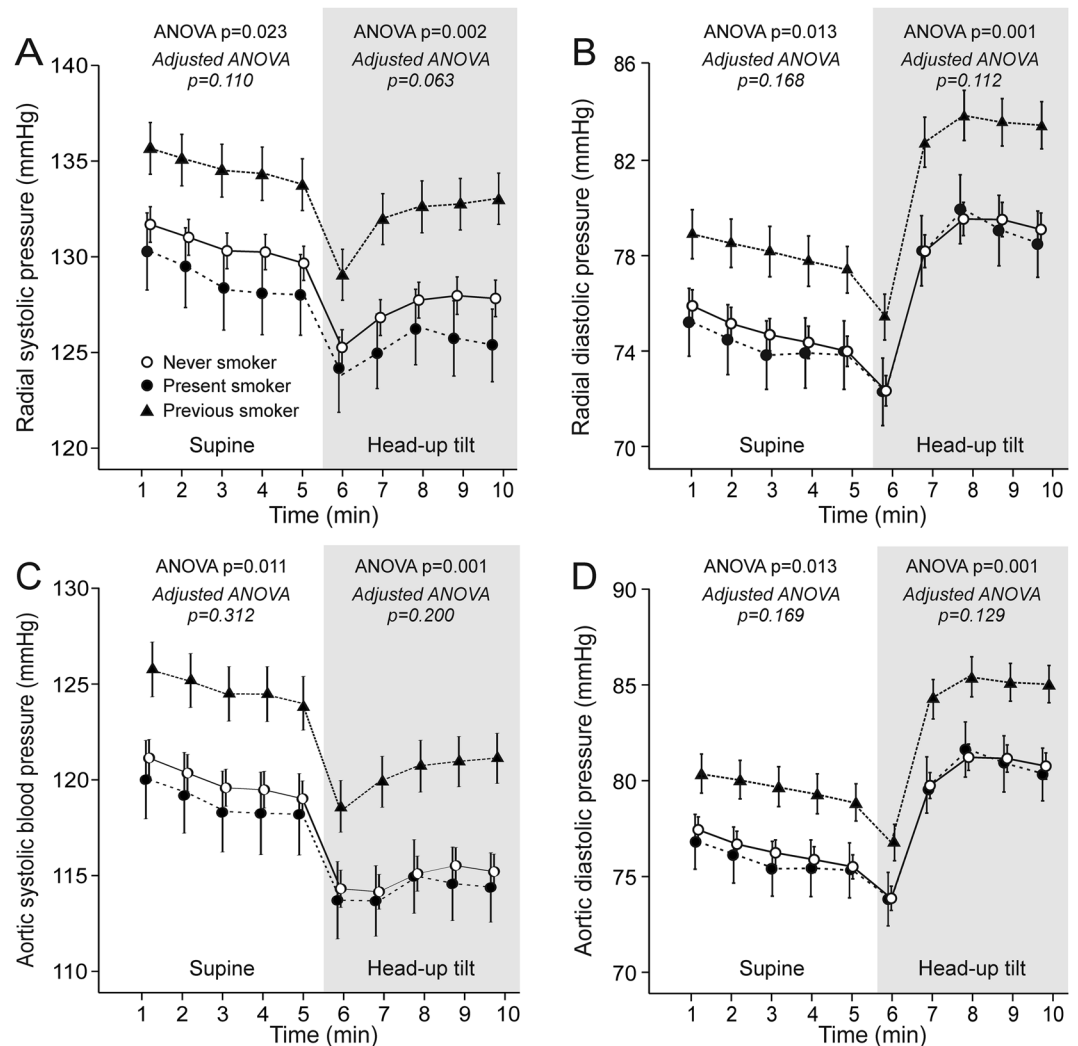 A
ANOVA p=0.023
Adjusted ANOVA
p=0.110
ANOVA p=0.002
Adjusted ANOVA
p=0.063
Radial systolic pressure (mmHg)
140
135
130
125
120
Never smoker
Present smoker
Previous smoker
Supine
Head-up tilt
1 2 3 4 5 6 7 8 9 10
Time (min)
B
ANOVA p=0.013
Adjusted ANOVA
p=0.168
ANOVA p=0.001
Adjusted ANOVA
p=0.112
Radial diastolic pressure (mmHg)
86
82
78
74
70
Supine
Head-up tilt
1 2 3 4 5 6 7 8 9 10
Time (min)
C
ANOVA p=0.011
Adjusted ANOVA
p=0.312
ANOVA p=0.001
Adjusted ANOVA
p=0.200
Aortic systolic blood pressure (mmHg)
130
125
120
115
110
Supine
Head-up tilt
1 2 3 4 5 6 7 8 9 10
Time (min)
D
ANOVA p=0.013
Adjusted ANOVA
p=0.169
ANOVA p=0.001
Adjusted ANOVA
p=0.129
Aortic diastolic pressure (mmHg)
90
85
80
75
70
Supine
Head-up tilt
1 2 3 4 5 6 7 8 9 10
Time (min)